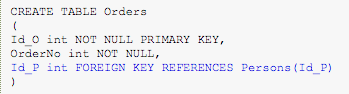 CREATE TABLE Orders
(
Id_O int NOT NULL PRIMARY KEY,
OrderNo int NOT NULL,
Id_P int FOREIGN KEY REFERENCES Persons(Id_P)
)